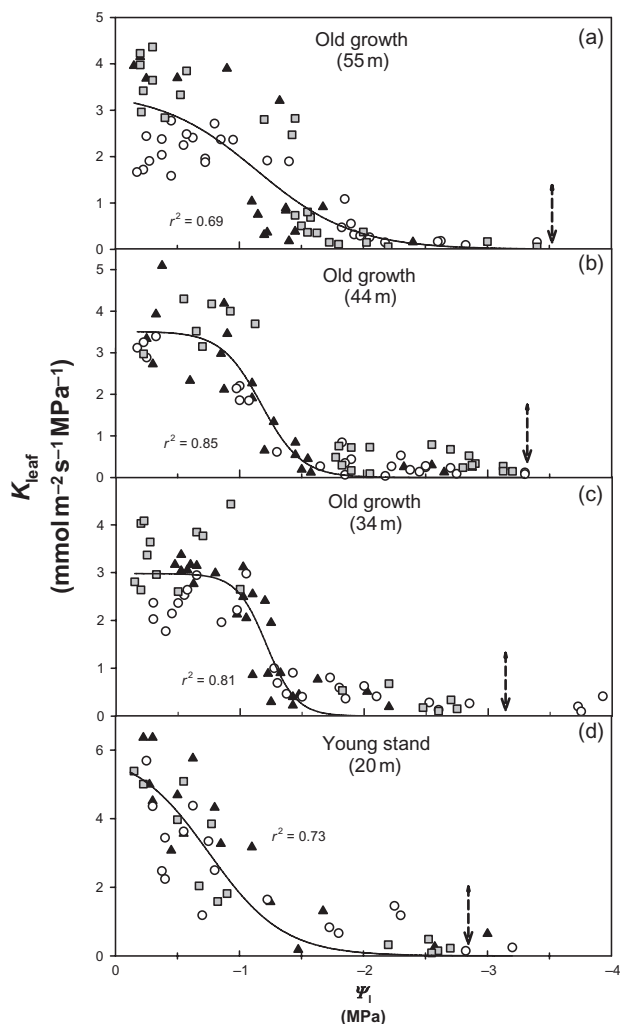 5
4
3
2
1
0
Old growth
(55 m)
(a)
r² = 0.69
5
4
3
2
1
0
Old growth
(44 m)
(b)
r² = 0.85
K leaf
(mmol m⁻² s⁻¹ MPa⁻¹)
4
3
2
1
0
Old growth
(34 m)
(c)
r² = 0.81
6
4
2
0
Young stand
(20 m)
(d)
r² = 0.73
0 −1 −2 −3 −4
Ψl
(MPa)